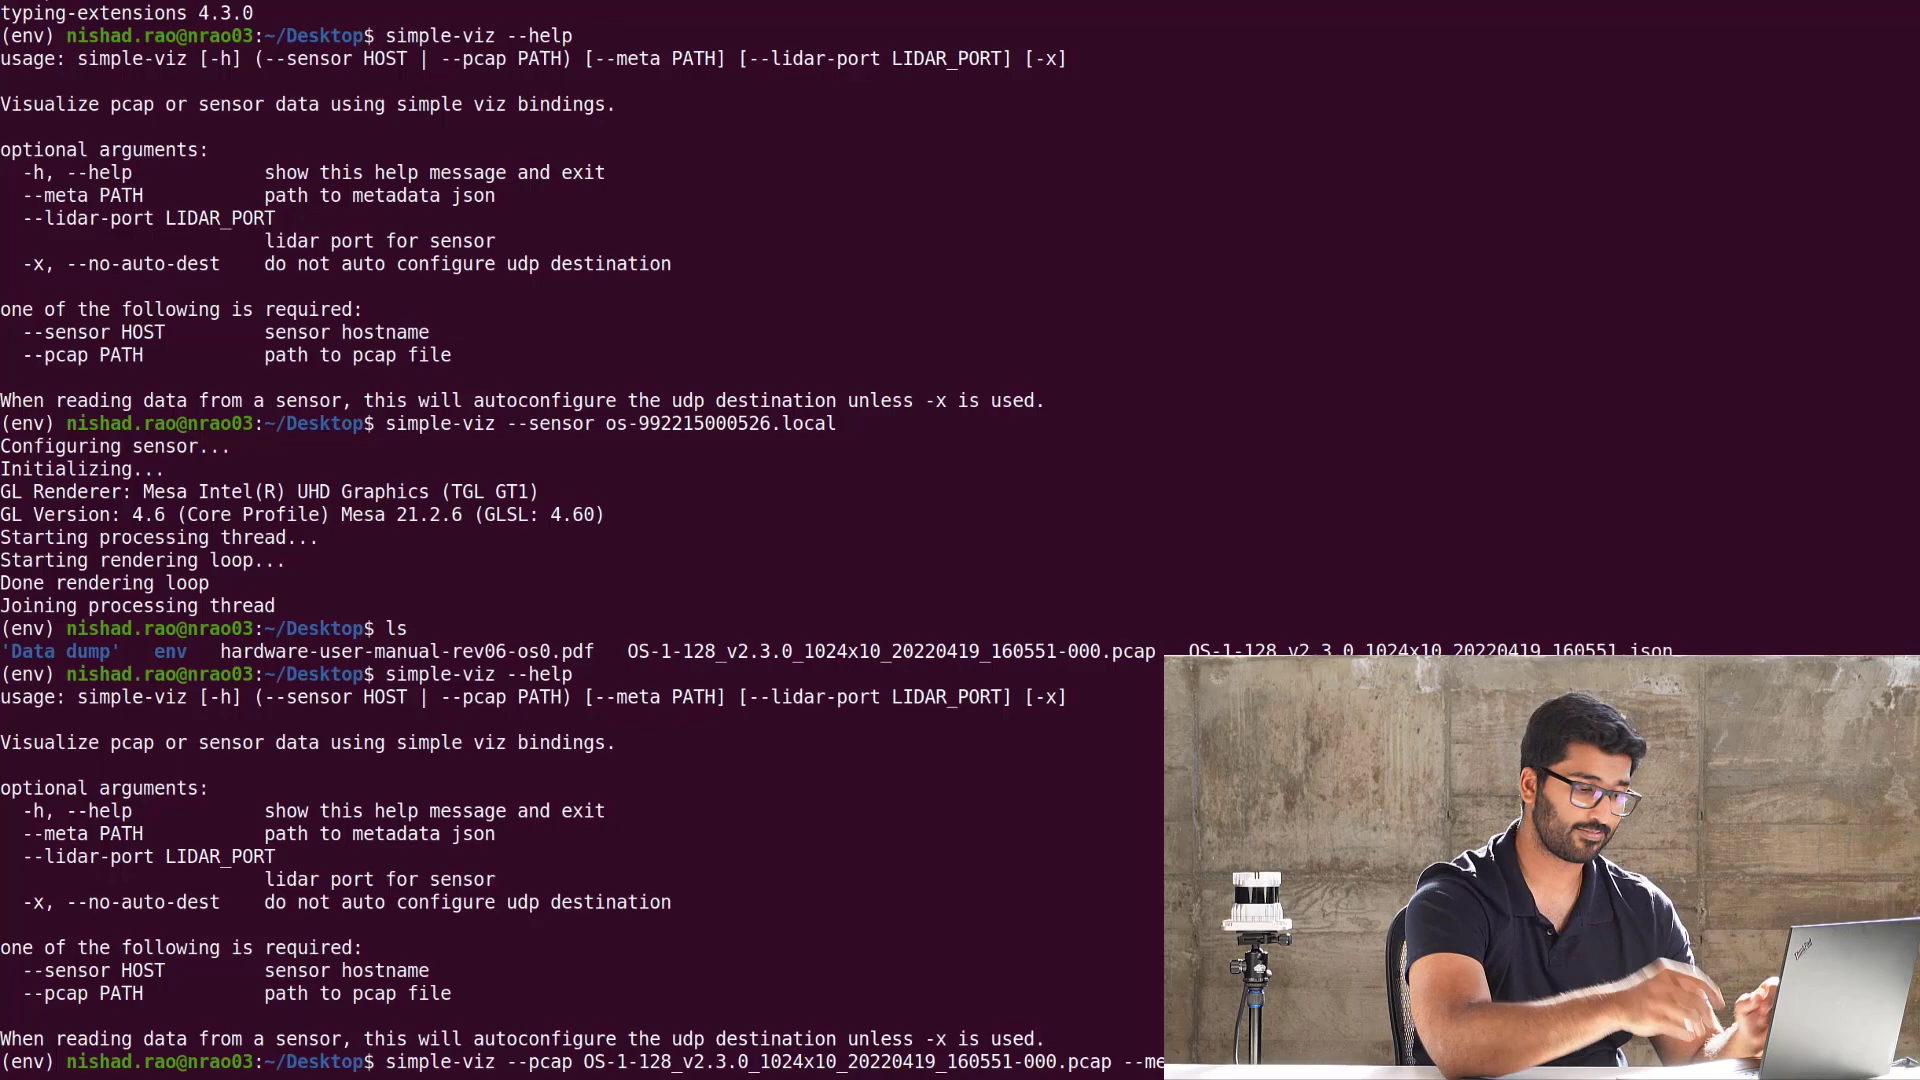 typing-extensions 4.3.0
(env) nishad.rao@nrao03:~/Desktop$ simple-viz --help
usage: simple-viz [-h] (--sensor HOST | --pcap PATH) [--meta PATH] [--lidar-port LIDAR_PORT] [-x]
Visualize pcap or sensor data using simple viz bindings.
optional arguments:
-h, --help show this help message and exit
--meta PATH path to metadata json
--lidar-port LIDAR_PORT
lidar port for sensor
-x, --no-auto-dest do not auto configure udp destination
one of the following is required:
--sensor HOST sensor hostname
--pcap PATH path to pcap file
When reading data from a sensor, this will autoconfigure the udp destination unless -x is used.
(env) nishad.rao@nrao03:~/Desktop$ simple-viz --sensor os-992215000526.local
Configuring sensor...
Initializing...
GL Renderer: Mesa Intel(R) UHD Graphics (TGL GT1)
GL Version: 4.6 (Core Profile) Mesa 21.2.6 (GLSL: 4.60)
Starting processing thread...
Starting rendering loop...
Done rendering loop
Joining processing thread
(env) nishad.rao@nrao03:~/Desktop$ ls
'Data dump' env hardware-user-manual-rev06-os0.pdf OS-1-128_v2.3.0_1024x10_20220419_160551-000.pcap OS-1-128_v2.3.0_1024x10_20220419_160551.json
(env) nishad.rao@nrao03:~/Desktop$ simple-viz --help
usage: simple-viz [-h] (--sensor HOST | --pcap PATH) [--meta PATH] [--lidar-port LIDAR_PORT] [-x]
Visualize pcap or sensor data using simple viz bindings.
optional arguments:
-h, --help show this help message and exit
--meta PATH path to metadata json
--lidar-port LIDAR_PORT
lidar port for sensor
-x, --no-auto-dest do not auto configure udp destination
one of the following is required:
--sensor HOST sensor hostname
--pcap PATH path to pcap file
When reading data from a sensor, this will autoconfigure the udp destination unless -x is used.
(env) nishad.rao@nrao03:~/Desktop$ simple-viz --pcap OS-1-128_v2.3.0_1024x10_20220419_160551-000.pcap --me
ThinkPad